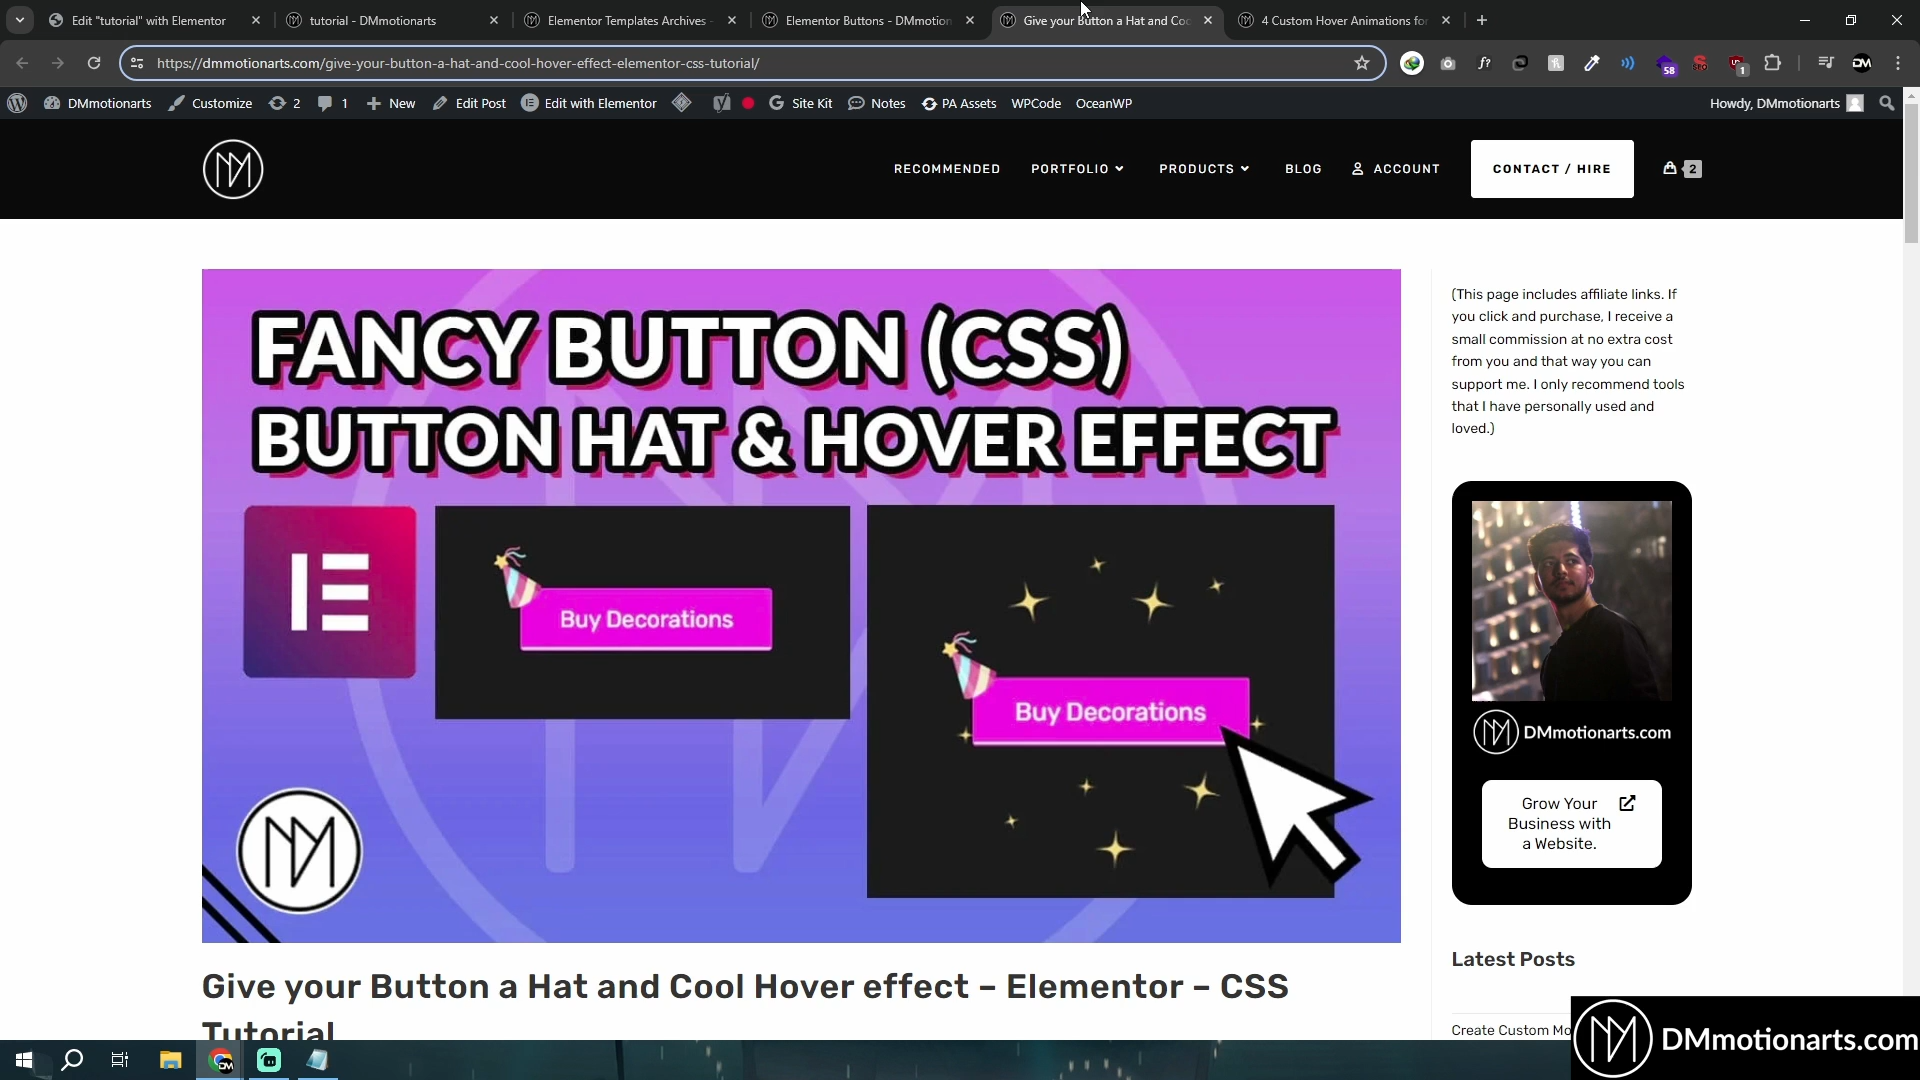 Edit "tutorial" with Elementor
tutorial - DMmotionarts
Elementor Templates Archives -
Elementor Buttons - DMmotion
Give your Button a Hat and Coo
4 Custom Hover Animations for
https://dmmotionarts.com/give-your-button-a-hat-and-cool-hover-effect-elementor-css-tutorial/
58
1
DMmotionarts
Customize
2
1
New
Edit Post
Edit with Elementor
Site Kit
Notes
PA Assets
WPCode
OceanWP
Howdy, DMmotionarts
RECOMMENDED
PORTFOLIO
PRODUCTS
BLOG
ACCOUNT
CONTACT / HIRE
2
FANCY BUTTON (CSS)
BUTTON HAT & HOVER EFFECT
Buy Decorations
Buy Decorations
Give your Button a Hat and Cool Hover effect – Elementor – CSS
Tutorial
(This page includes affiliate links. If
you click and purchase, I receive a
small commission at no extra cost
from you and that way you can
support me. I only recommend tools
that I have personally used and
loved.)
DMmotionarts.com
Grow Your
Business with
a Website.
Latest Posts
Create Custom Mo
DMmotionarts.com